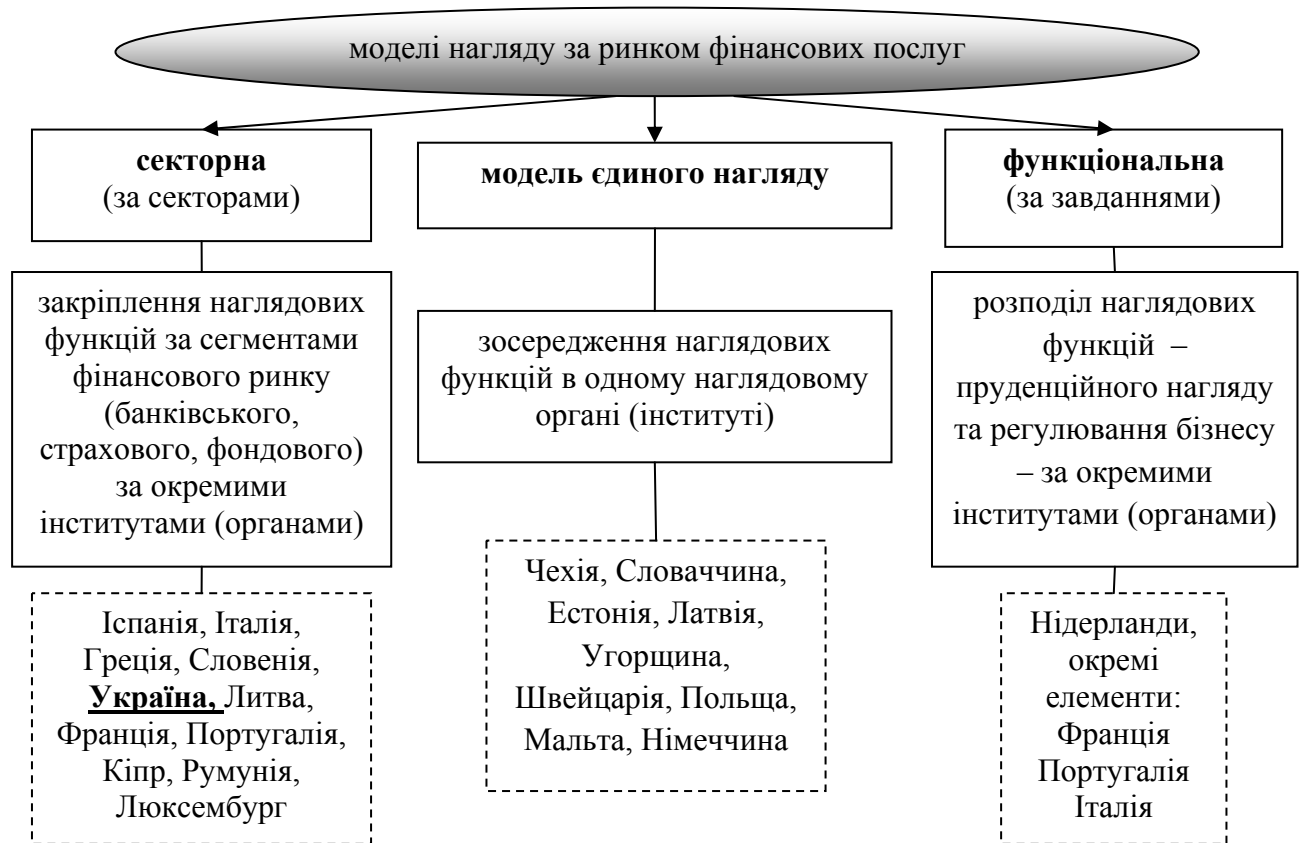 моделі нагляду за ринком фінансових послуг
секторна
(за секторами)
модель єдиного нагляду
функціональна
(за завданнями)
закріплення наглядових
функцій за сегментами
фінансового ринку
(банківського,
страхового, фондового)
за окремими
інститутами (органами)
зосередження наглядових
функцій в одному наглядовому
органі (інституті)
розподіл наглядових
функцій –
пруденційного нагляду
та регулювання бізнесу
– за окремими
інститутами (органами)
Іспанія, Італія,
Греція, Словенія,
Україна, Литва,
Франція, Португалія,
Кіпр, Румунія,
Люксембург
Чехія, Словаччина,
Естонія, Латвія,
Угорщина,
Швейцарія, Польща,
Мальта, Німеччина
Нідерланди,
окремі
елементи:
Франція
Португалія
Італія